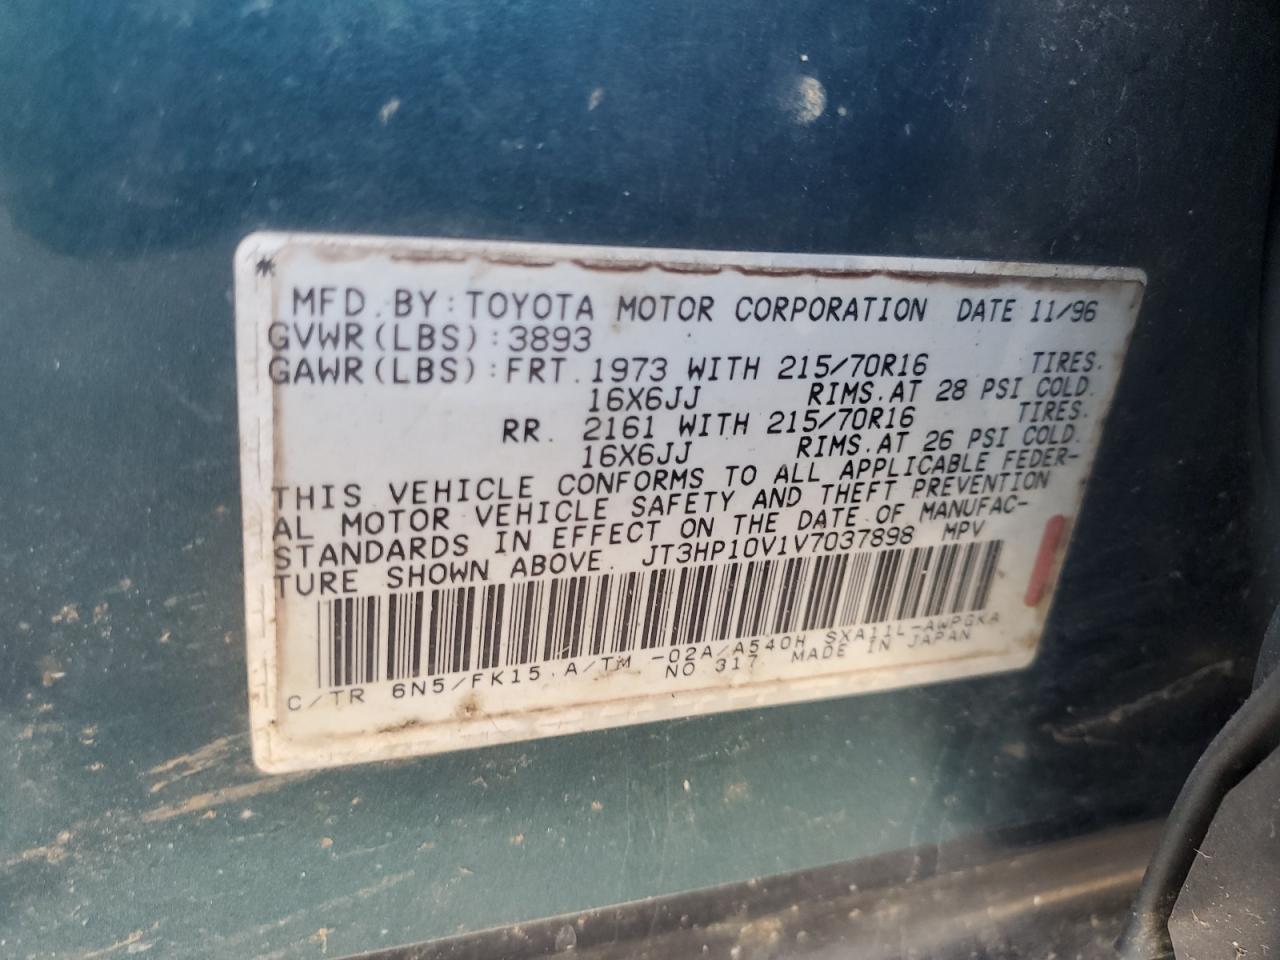 MFD. BY: TOYOTA MOTOR CORPORATION DATE 11/96
GVWR(LBS):3893
GAWR(LBS):FRT. 1973 WITH 215/70R16 TIRES.
16X6JJ RIMS.AT 28 PSI COLD.
RR. 2161 WITH 215/70R16 TIRES.
16X6JJ RIMS.AT 26 PSI COLD.
THIS VEHICLE CONFORMS TO ALL APPLICABLE FEDER-
AL MOTOR VEHICLE SAFETY AND THEFT PREVENTION
STANDARDS IN EFFECT ON THE DATE OF MANUFAC-
TURE SHOWN ABOVE. JT3HP10V1V7037898 MPV
C/TR 6N5/FK15.A/TM -02A/A540H SXA11L-AWPGKA
NO.317 MADE IN JAPAN